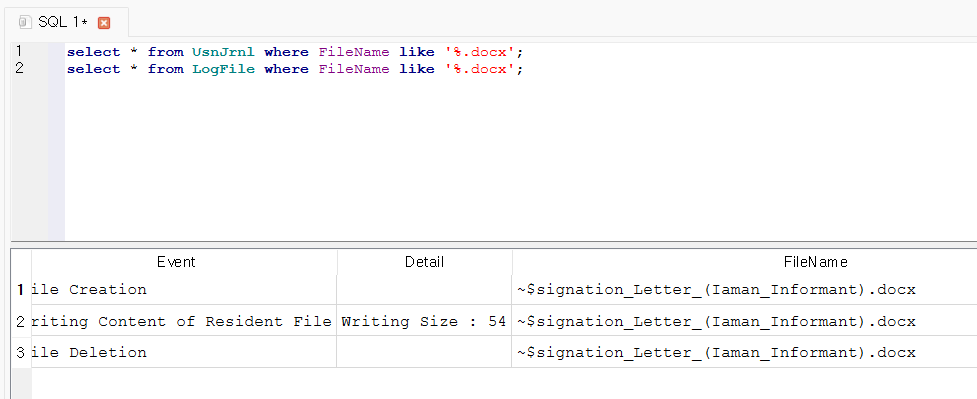 SQL 1*
1 select * from UsnJrnl where FileName like '%.docx';
2 select * from LogFile where FileName like '%.docx';
Event Detail FileName
1 ile Creation ~$signation_Letter_(Iaman_Informant).docx
2 riting Content of Resident File Writing Size : 54 ~$signation_Letter_(Iaman_Informant).docx
3 ile Deletion ~$signation_Letter_(Iaman_Informant).docx